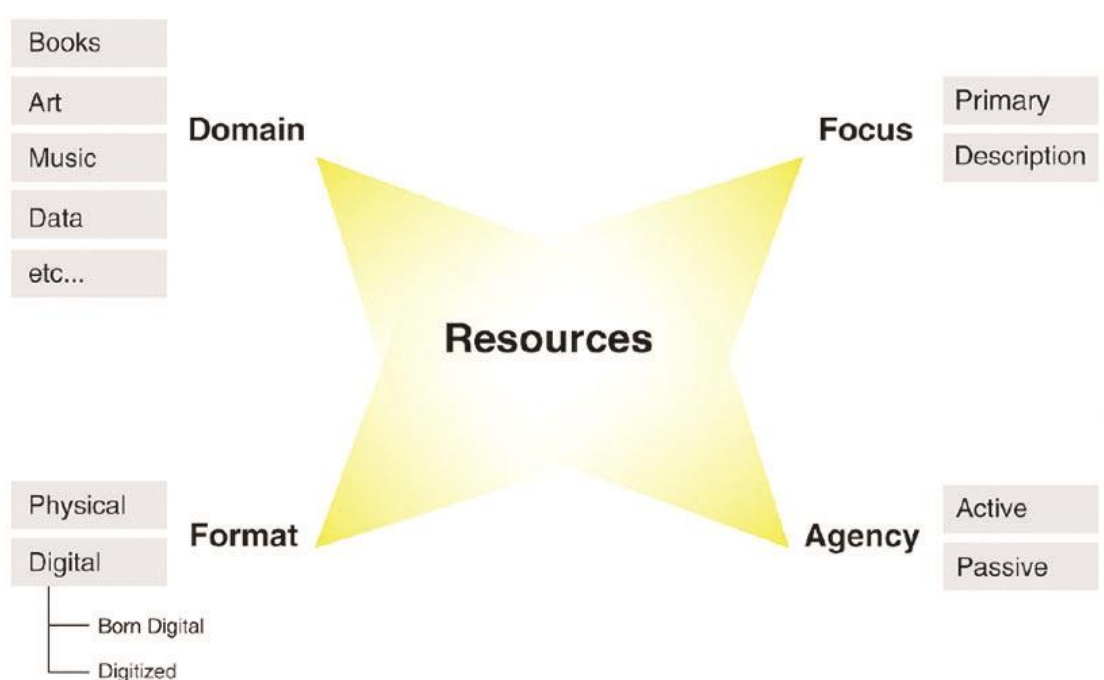 Books
Art
Music
Data
etc...
Domain
Focus
Primary
Description
Resources
Physical
Digital
Born Digital
Digitized
Format
Agency
Active
Passive